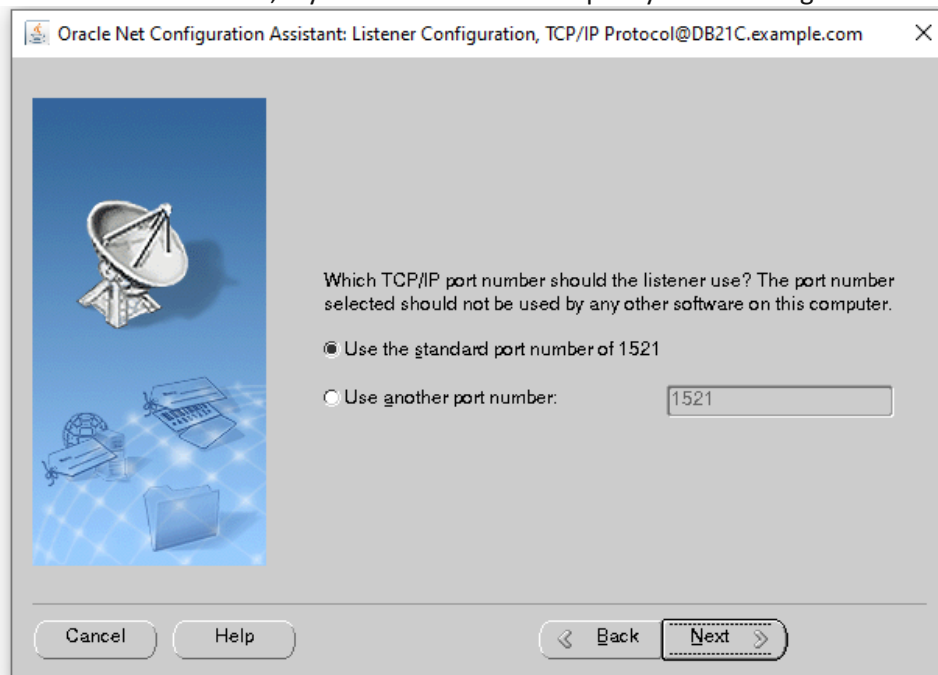 Oracle Net Configuration Assistant: Listener Configuration, TCP/IP Protocol@DB21C.example.com
Which TCP/IP port number should the listener use? The port number
selected should not be used by any other software on this computer.
Use the standard port number of 1521
Use another port number: 1521
Cancel Help Back Next